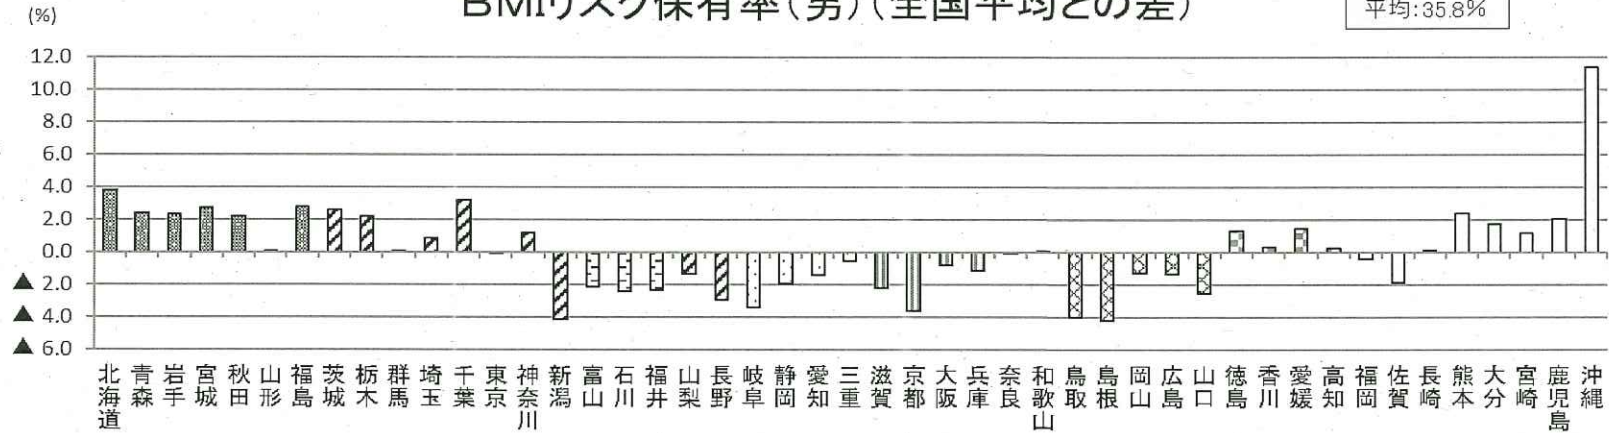 BMIリスク保有率(男)(全国平均との差)
平均:35.8%
(%)
12.0
10.0
8.0
6.0
4.0
2.0
0.0
▲ 2.0
▲ 4.0
▲ 6.0
北海道
青森
岩手
宮城
秋田
山形
福島
茨城
栃木
群馬
埼玉
千葉
東京
神奈川
新潟
富山
石川
福井
山梨
長野
岐阜
静岡
愛知
三重
滋賀
京都
大阪
兵庫
奈良
和歌山
鳥取
島根
岡山
広島
山口
徳島
香川
愛媛
高知
福岡
佐賀
長崎
熊本
大分
宮崎
鹿児島
沖縄